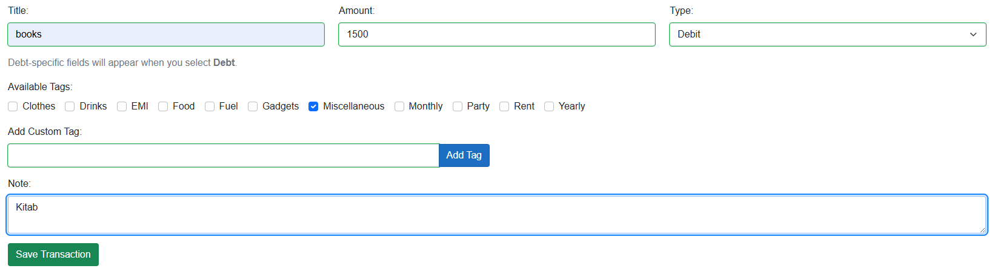 Title: Amount: Type:
books 1500 Debit
Debt-specific fields will appear when you select Debt.
Available Tags:
Clothes Drinks EMI Food Fuel Gadgets Miscellaneous Monthly Party Rent Yearly
Add Custom Tag:
Add Tag
Note:
Kitab
Save Transaction